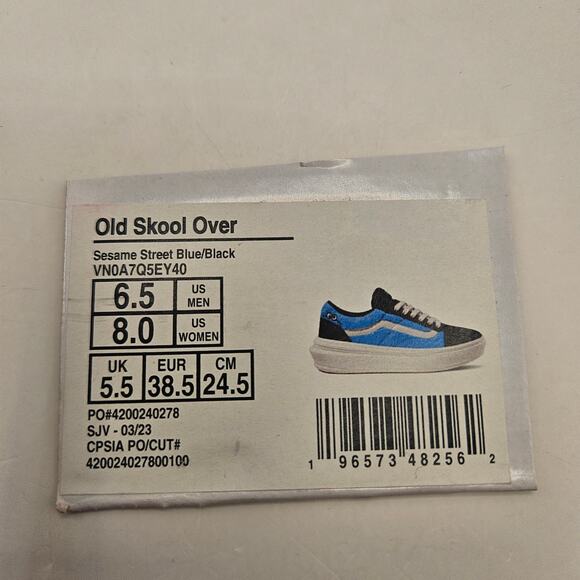 Old Skool Over
Sesame Street Blue/Black
VN0A7Q5EY40
6.5 US MEN
8.0 US WOMEN
UK EUR CM
5.5 38.5 24.5
PO#4200240278
SJV - 03/23
CPSIA PO/CUT#
420024027800100
1 96573 48256 2